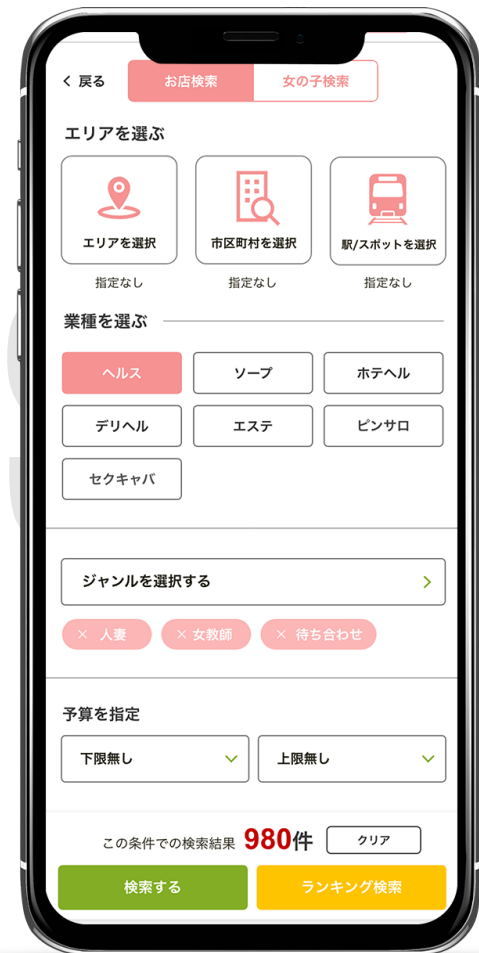 戻る
お店検索
女の子検索
エリアを選ぶ
エリアを選択
市区町村を選択
駅/スポットを選択
指定なし
指定なし
指定なし
業種を選ぶ
ヘルス
ソープ
ホテヘル
デリヘル
エステ
ピンサロ
セクキャバ
ジャンルを選択する
× 人妻
× 女教師
× 待ち合わせ
予算を指定
下限無し
上限無し
この条件での検索結果 980件
クリア
検索する
ランキング検索